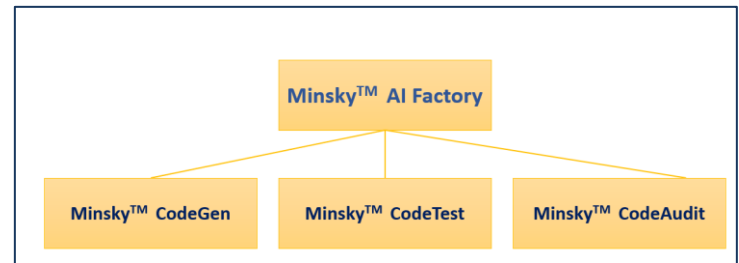 Minsky™ AI Factory
Minsky™ CodeGen
Minsky™ CodeTest
Minsky™ CodeAudit